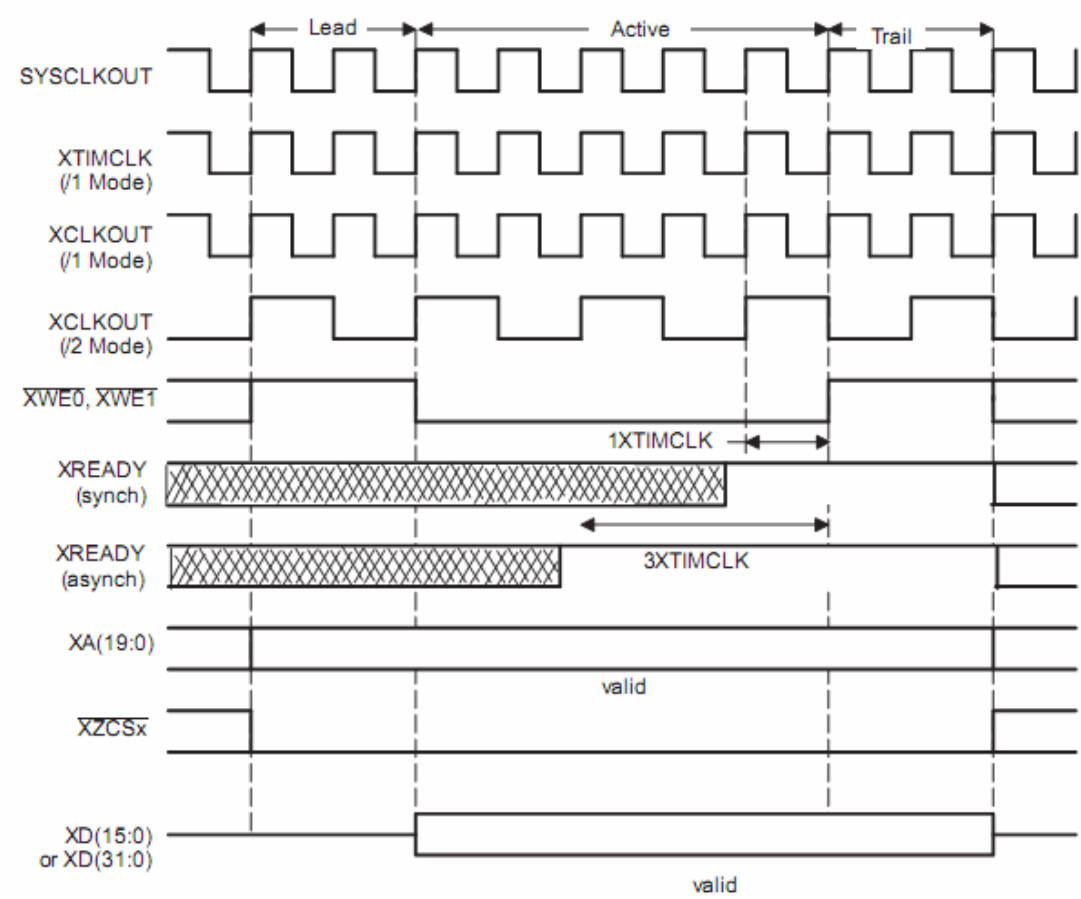 Lead Active Trail
SYSCLKOUT
XTIMCLK
(/1 Mode)
XCLKOUT
(/1 Mode)
XCLKOUT
(/2 Mode)
XWE0, XWE1
1XTIMCLK
XREADY
(synch)
XREADY
(asynch)
3XTIMCLK
XA(19:0)
valid
XZCSx
XD(15:0)
or XD(31:0)
valid